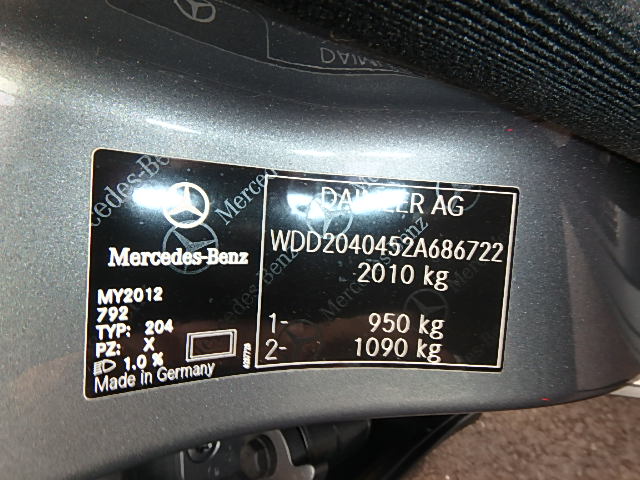 Mercedes-Benz
MY2012
792
TYP: 204
PZ: X
1.0 %
Made in Germany
DAIMLER AG
WDD2040452A686722
2010 kg
1- 950 kg
2- 1090 kg